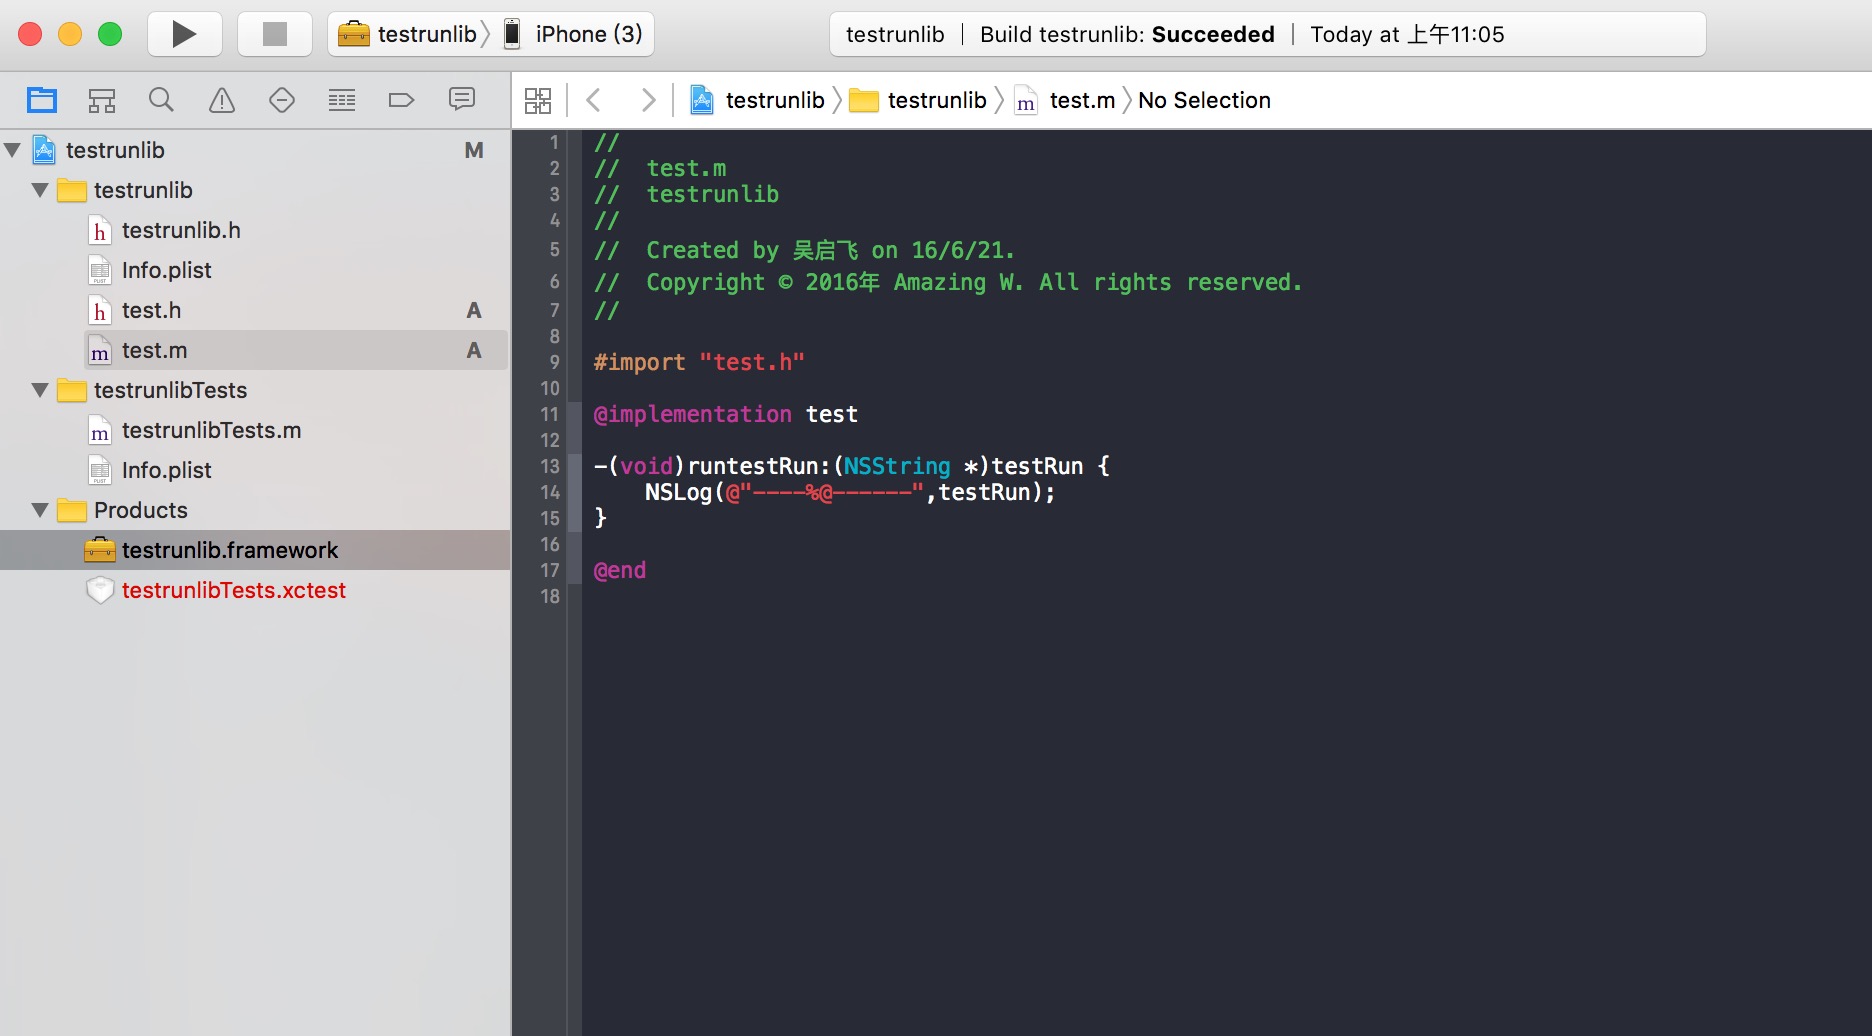 testrunlib iPhone (3)
testrunlib | Build testrunlib: Succeeded | Today at 上午11:05
testrunlib testrunlib m test.m No Selection
testrunlib M
testrunlib
h testrunlib.h
Info.plist
h test.h A
m test.m A
testrunlibTests
m testrunlibTests.m
Info.plist
Products
testrunlib.framework
testrunlibTests.xctest
1 //
2 //  test.m
3 //  testrunlib
4 //
5 //  Created by 吴启飞 on 16/6/21.
6 //  Copyright © 2016年 Amazing W. All rights reserved.
7 //
8
9 #import "test.h"
10
11 @implementation test
12
13 -(void)runtestRun:(NSString *)testRun {
14     NSLog(@"----%@------",testRun);
15 }
16
17 @end
18